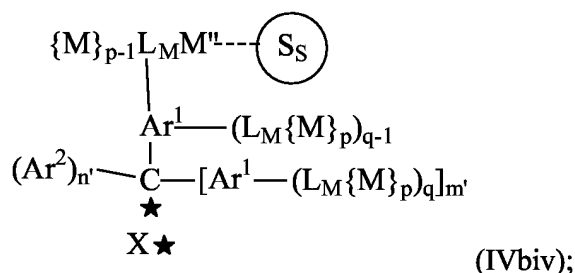 {M}p-1LMM" SS
Ar1—(LM{M}p)q-1
(Ar2)n' C—[Ar1—(LM{M}p)q]m'
★
X★
(IVbiv);